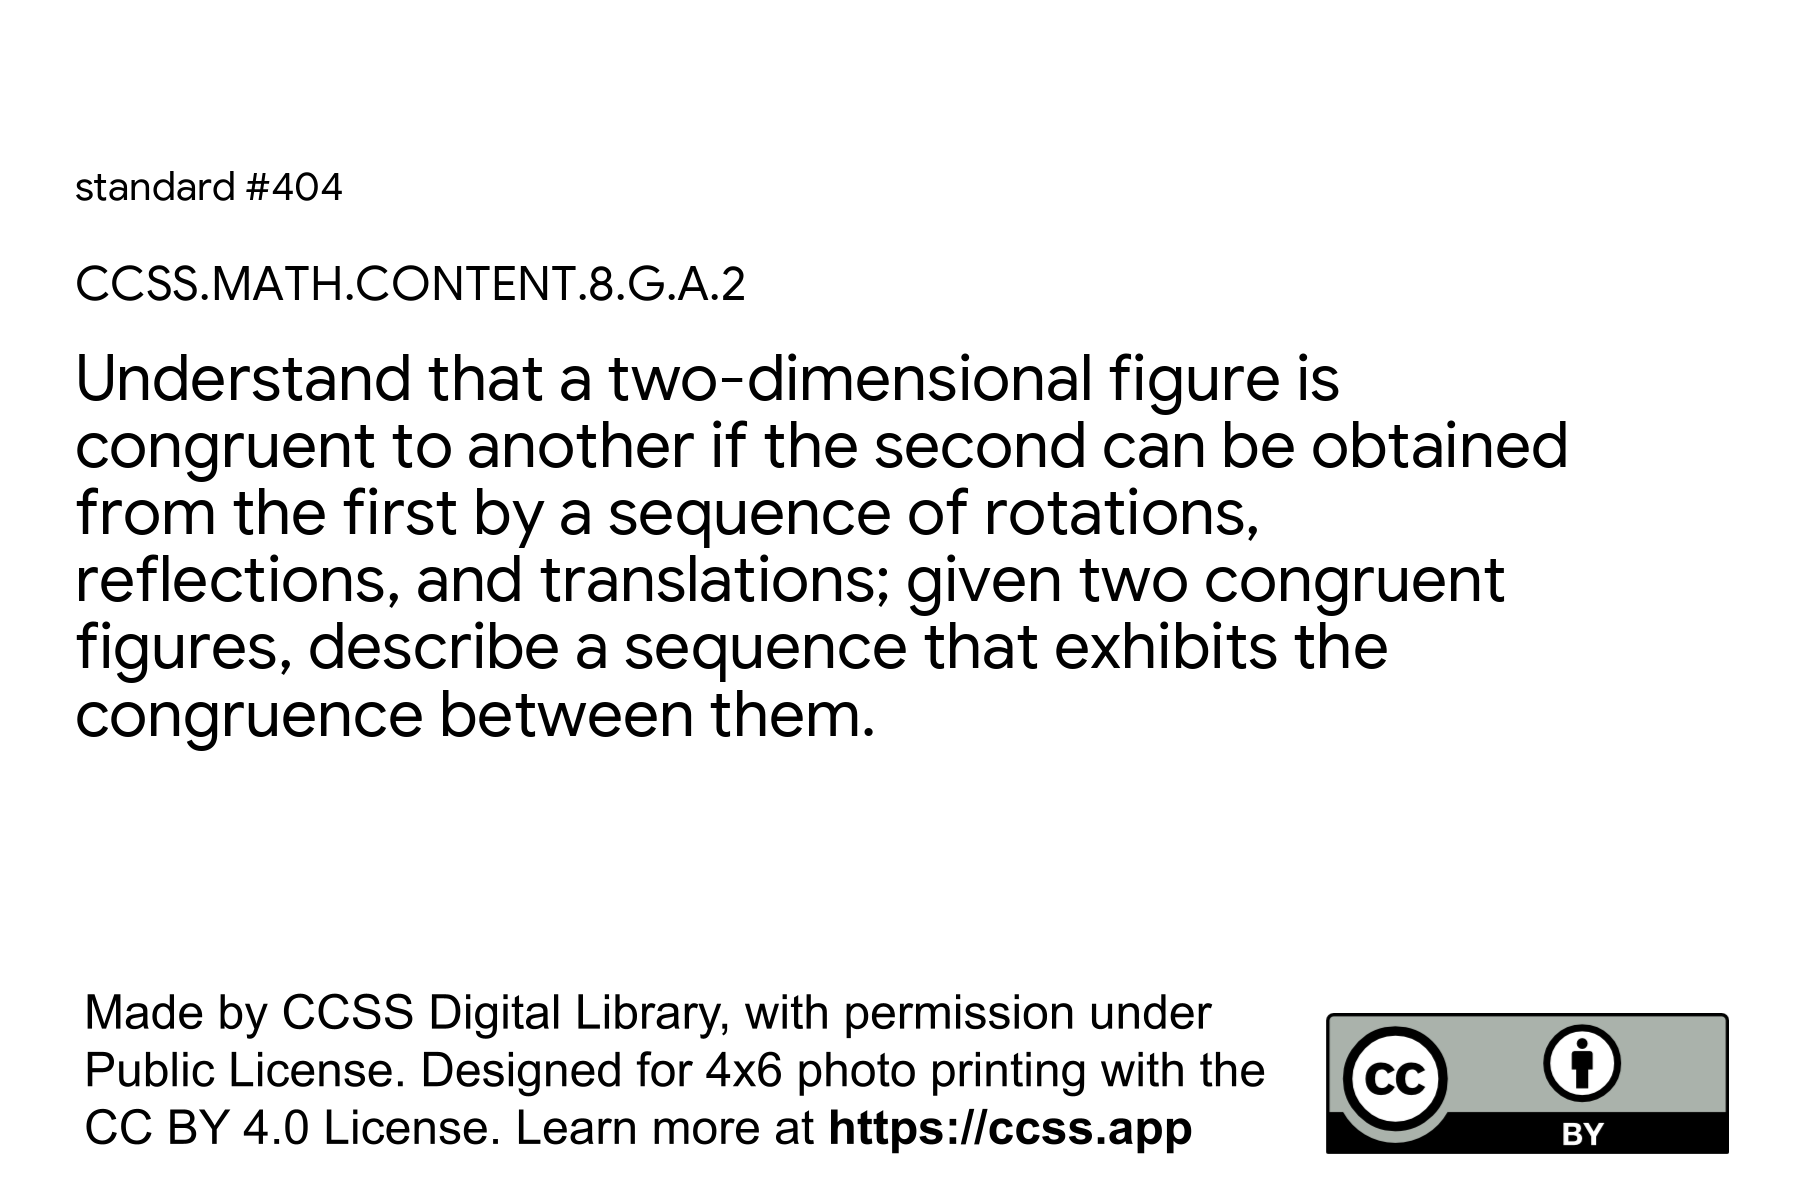 standard #404
CCSS.MATH.CONTENT.8.G.A.2
Understand that a two-dimensional figure is
congruent to another if the second can be obtained
from the first by a sequence of rotations,
reflections, and translations; given two congruent
figures, describe a sequence that exhibits the
congruence between them.
Made by CCSS Digital Library, with permission under
Public License. Designed for 4x6 photo printing with the
CC BY 4.0 License. Learn more at https://ccss.app
cc
BY